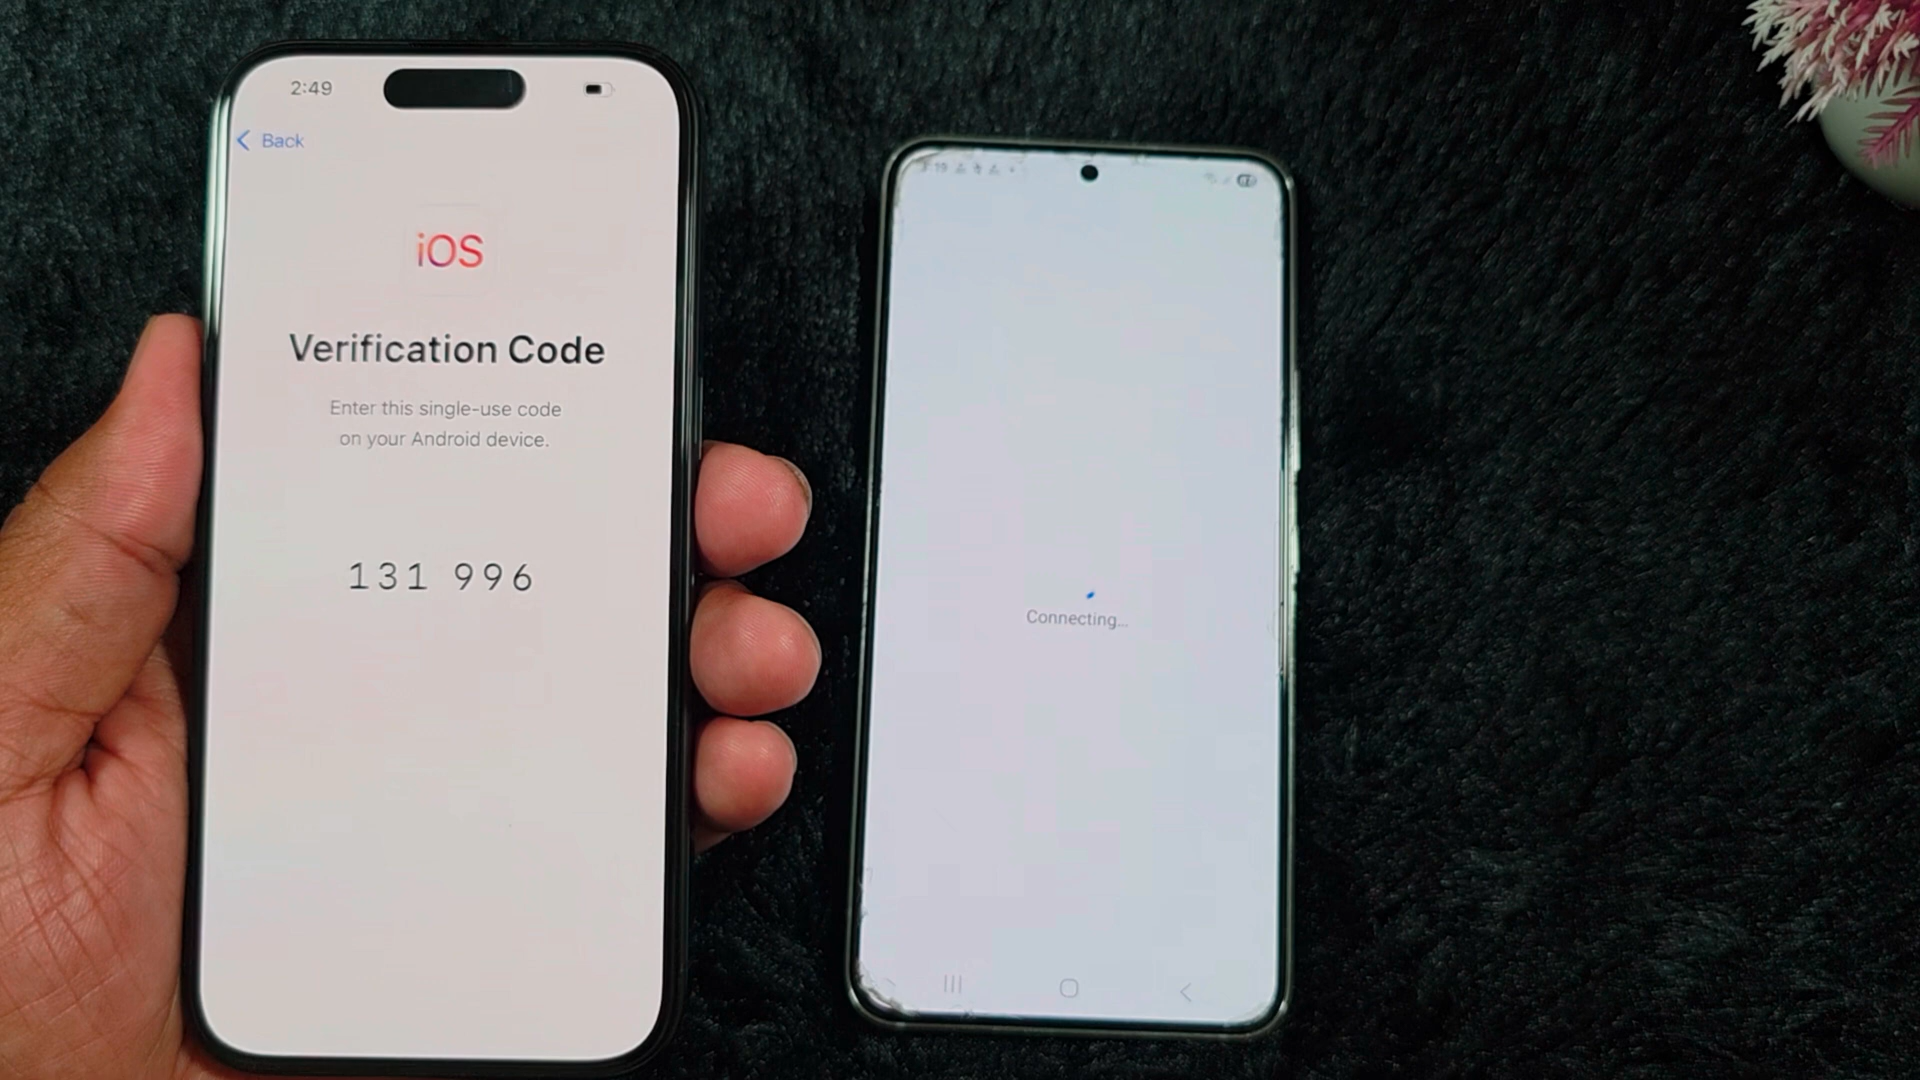 2:49
Back
iOS
Verification Code
Enter this single-use code
on your Android device.
131 996
Connecting...